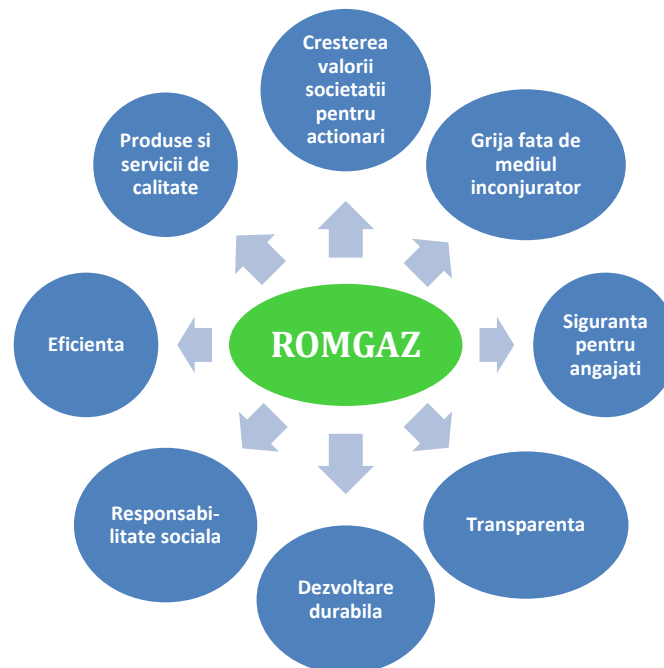 Cresterea
valorii
societatii
pentru
actionari
Grija fata de
mediul
inconjurator
Siguranta
pentru
angajati
Transparenta
Dezvoltare
durabila
Responsabi-
litate sociala
Eficienta
Produse si
servicii de
calitate
ROMGAZ